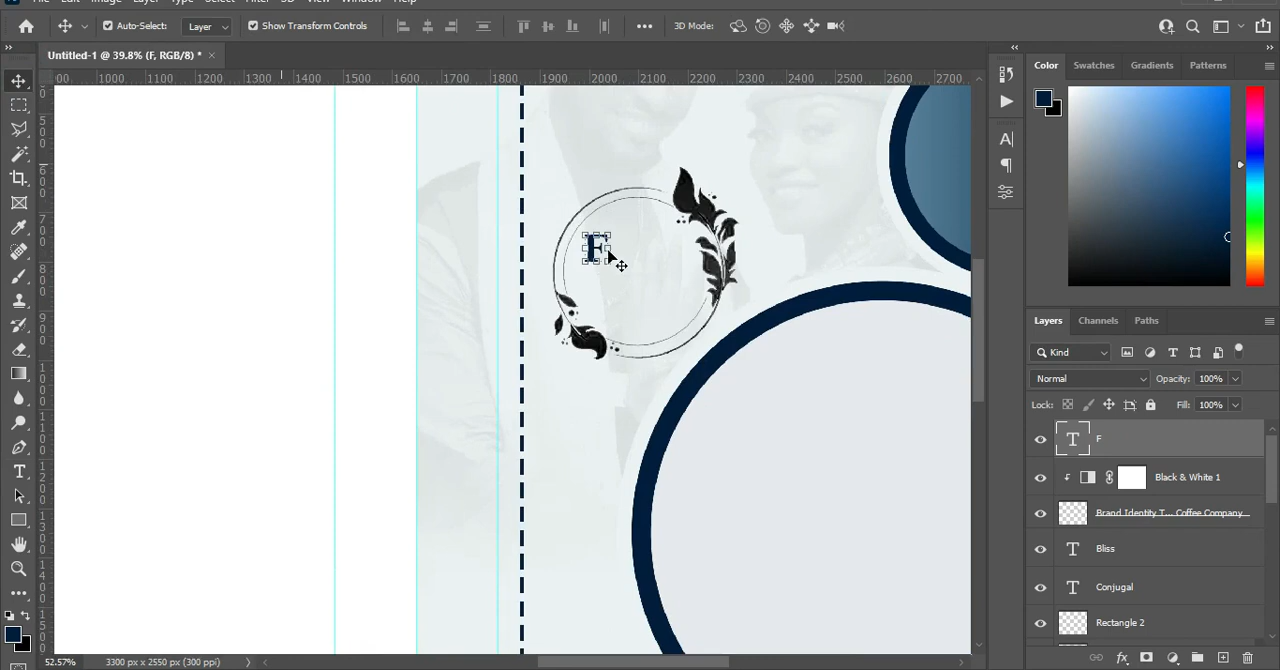 File Edit Image Layer Type Select Filter 3D View Window Help
Auto-Select: Layer Show Transform Controls 3D Mode:
Untitled-1 @ 39.8% (F, RGB/8) *
1000 1100 1200 1300 1400 1500 1600 1700 1800 1900 2000 2100 2200 2300 2400 2500 2600 2700
F
Color Swatches Gradients Patterns
Layers Channels Paths
Kind
Normal Opacity: 100%
Lock: Fill: 100%
F
Black & White 1
Brand Identity T... Coffee Company
Bliss
Conjugal
Rectangle 2
52.57% 3300 px x 2550 px (300 ppi)